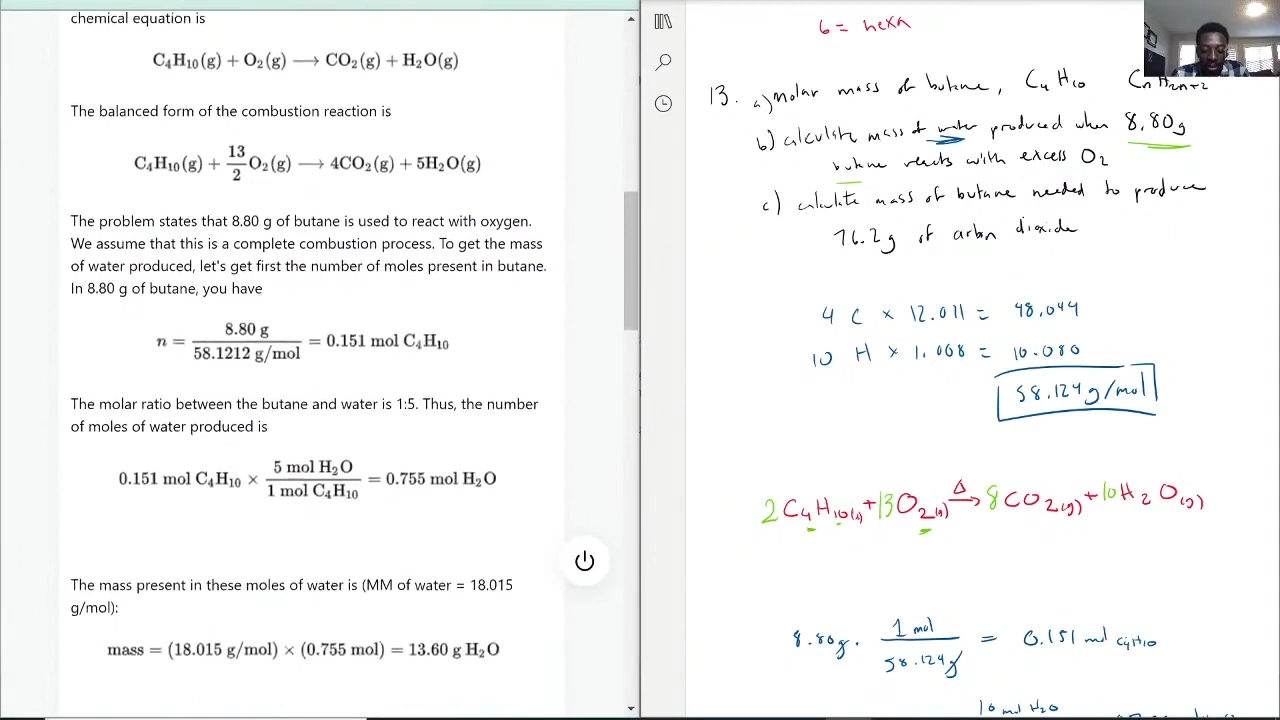 chemical equation is
C₄H₁₀(g) + O₂(g) ⟶ CO₂(g) + H₂O(g)
The balanced form of the combustion reaction is
C₄H₁₀(g) + 13/2 O₂(g) ⟶ 4CO₂(g) + 5H₂O(g)
The problem states that 8.80 g of butane is used to react with oxygen.
We assume that this is a complete combustion process. To get the mass
of water produced, let's get first the number of moles present in butane.
In 8.80 g of butane, you have
n = 8.80 g / 58.1212 g/mol = 0.151 mol C₄H₁₀
The molar ratio between the butane and water is 1:5. Thus, the number
of moles of water produced is
0.151 mol C₄H₁₀ × 5 mol H₂O / 1 mol C₄H₁₀ = 0.755 mol H₂O
The mass present in these moles of water is (MM of water = 18.015
g/mol):
mass = (18.015 g/mol) × (0.755 mol) = 13.60 g H₂O
6 = hexa
13. a) Molar mass of butane, C₄H₁₀ CnH2n+2
b) calculate mass of water produced when 8.80g
butane reacts with excess O₂
c) calculate mass of butane needed to produce
76.2g of carbon dioxide
4 C × 12.011 = 48.044
10 H × 1.008 = 10.080
58.124 g/mol
2C₄H₁₀(g) + 13O₂(g) Δ→ 8CO₂(g) + 10H₂O(g)
8.80g · 1 mol / 58.124g = 0.151 mol C₄H₁₀
10 mol H₂O